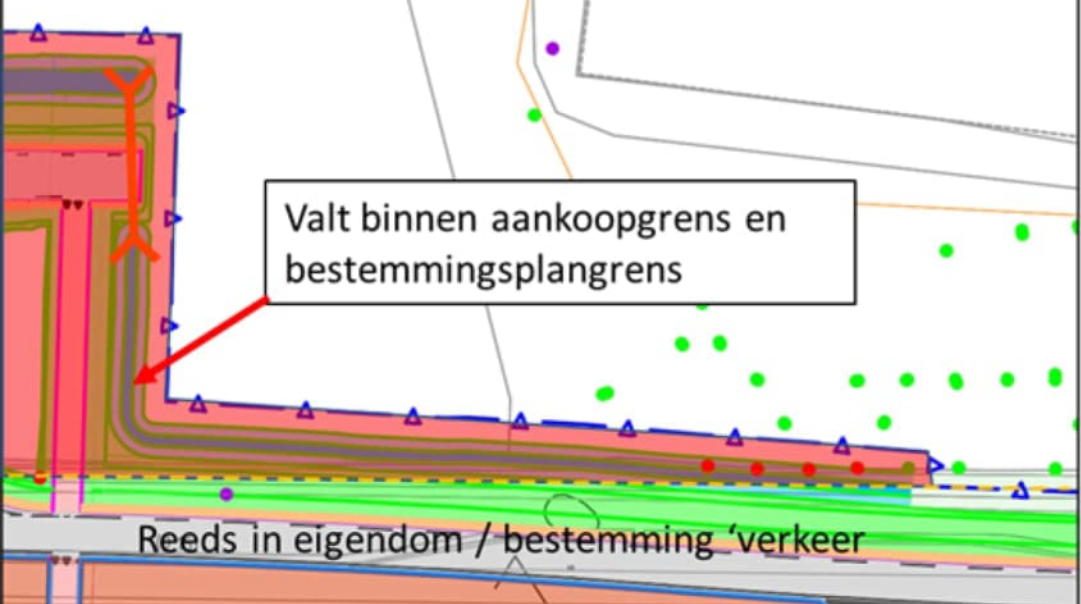 Valt binnen aankoopgrens en
bestemmingsplangrens
Reeds in eigendom / bestemming ‘verkeer